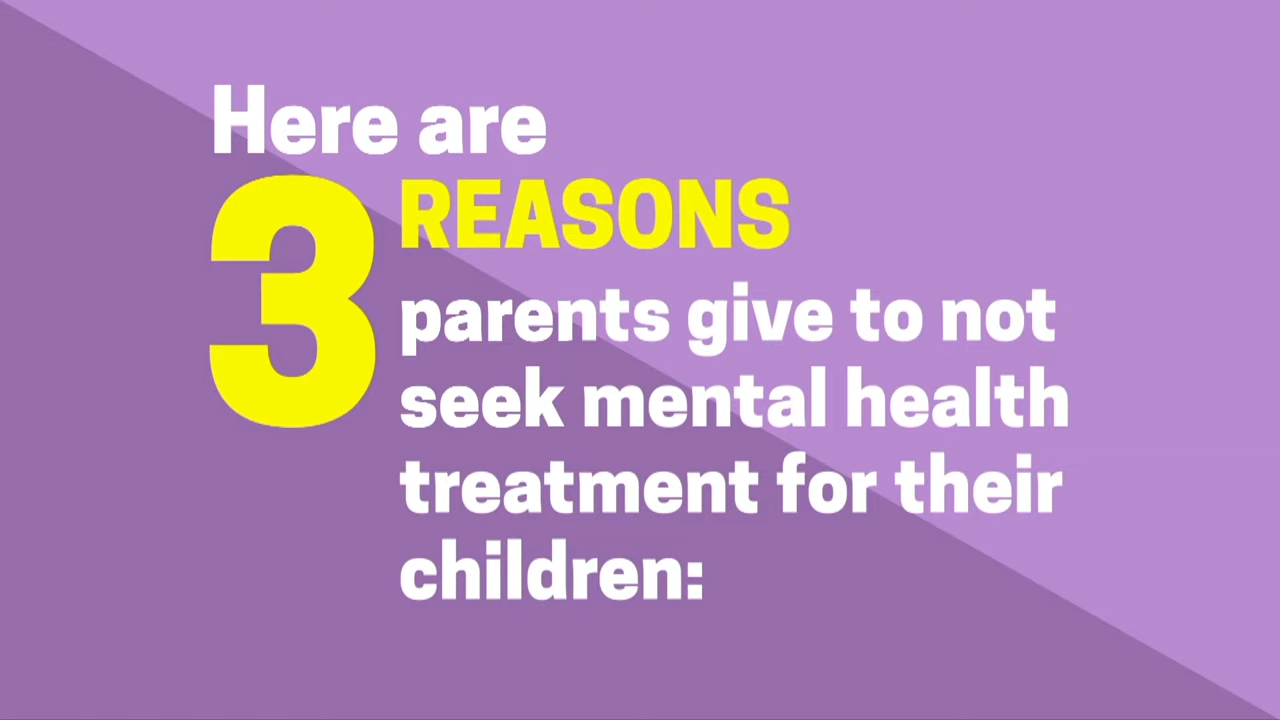 Here are
3 REASONS
parents give to not
seek mental health
treatment for their
children: